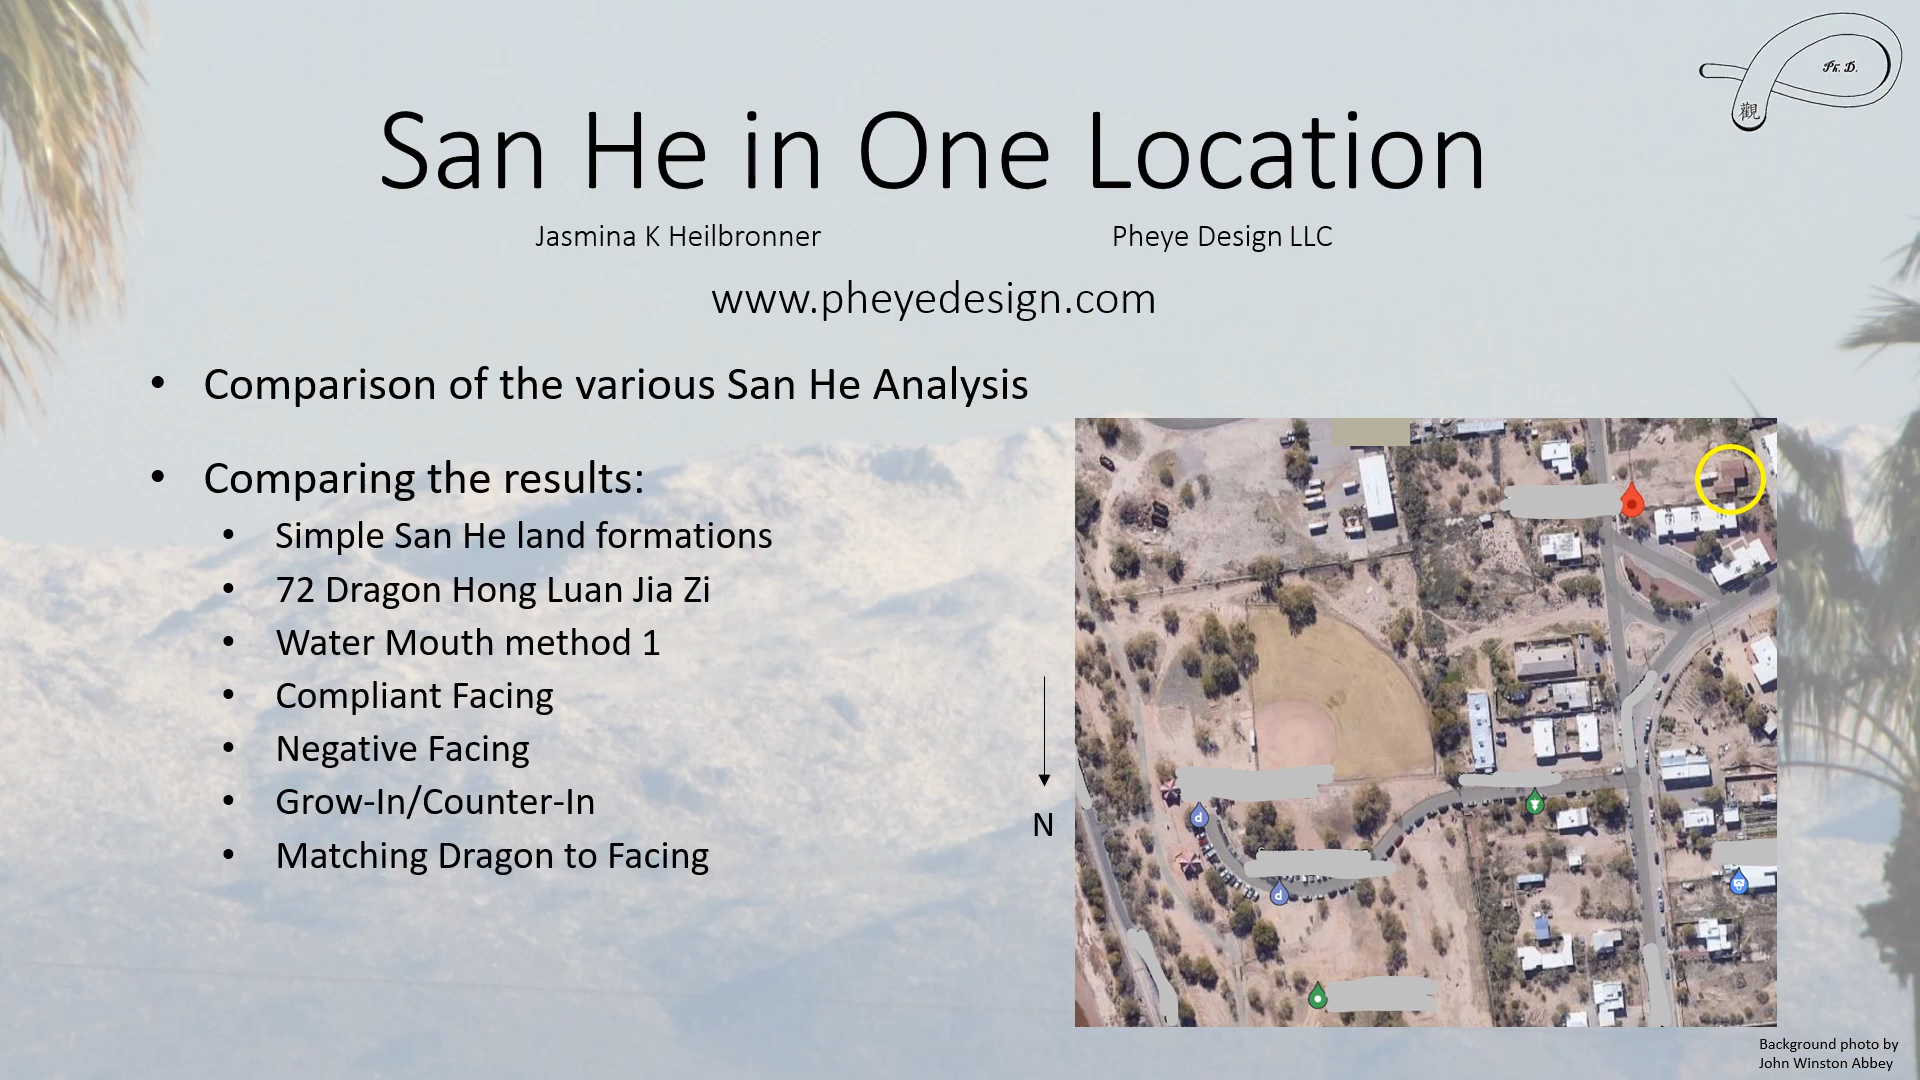 Ph. D.
觀
San He in One Location
Jasmina K Heilbronner
Pheye Design LLC
www.pheyedesign.com
• Comparison of the various San He Analysis
• Comparing the results:
• Simple San He land formations
• 72 Dragon Hong Luan Jia Zi
• Water Mouth method 1
• Compliant Facing
• Negative Facing
• Grow-In/Counter-In
• Matching Dragon to Facing
N
d
d
Background photo by
John Winston Abbey